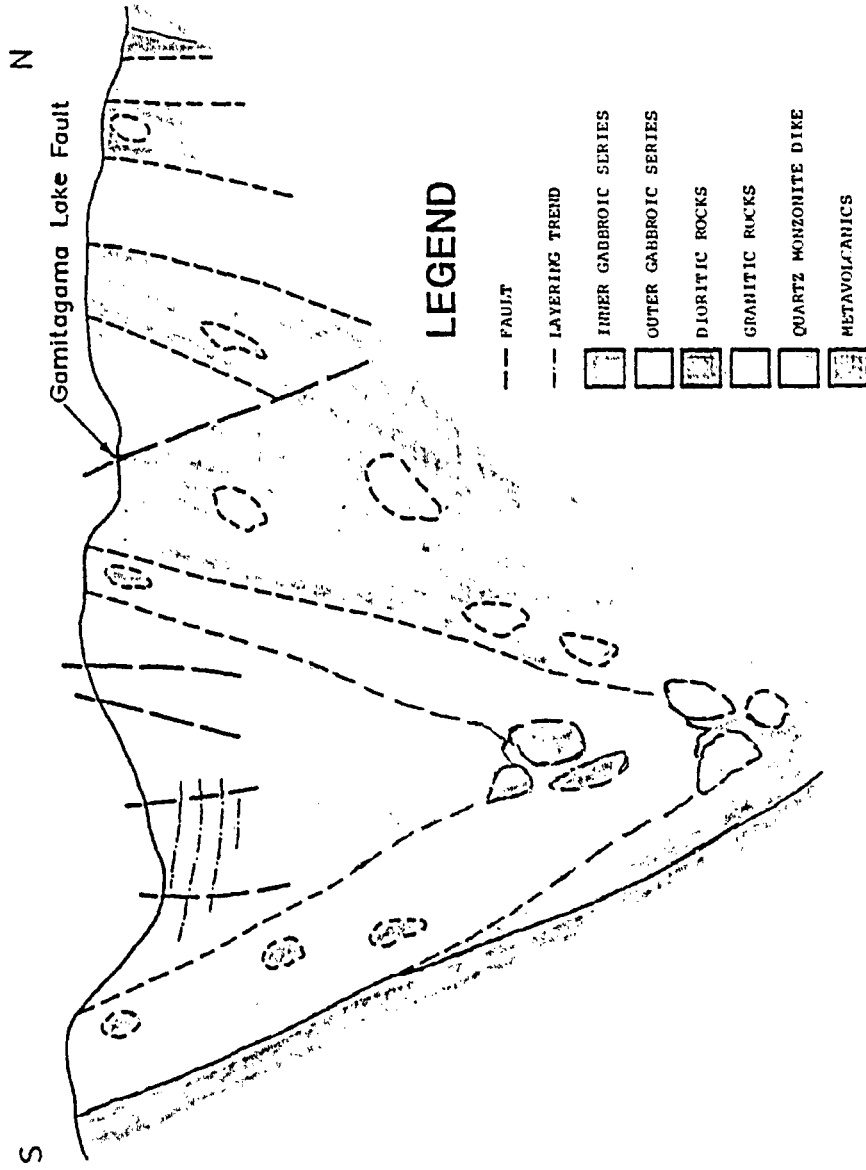 S
N
Gamitagama Lake Fault
LEGEND
FAULT
LAYERING TREND
INNER GABBROIC SERIES
OUTER GABBROIC SERIES
DIORITIC ROCKS
GRANITIC ROCKS
QUARTZ MONZONITE DIKE
METAVOLCANICS